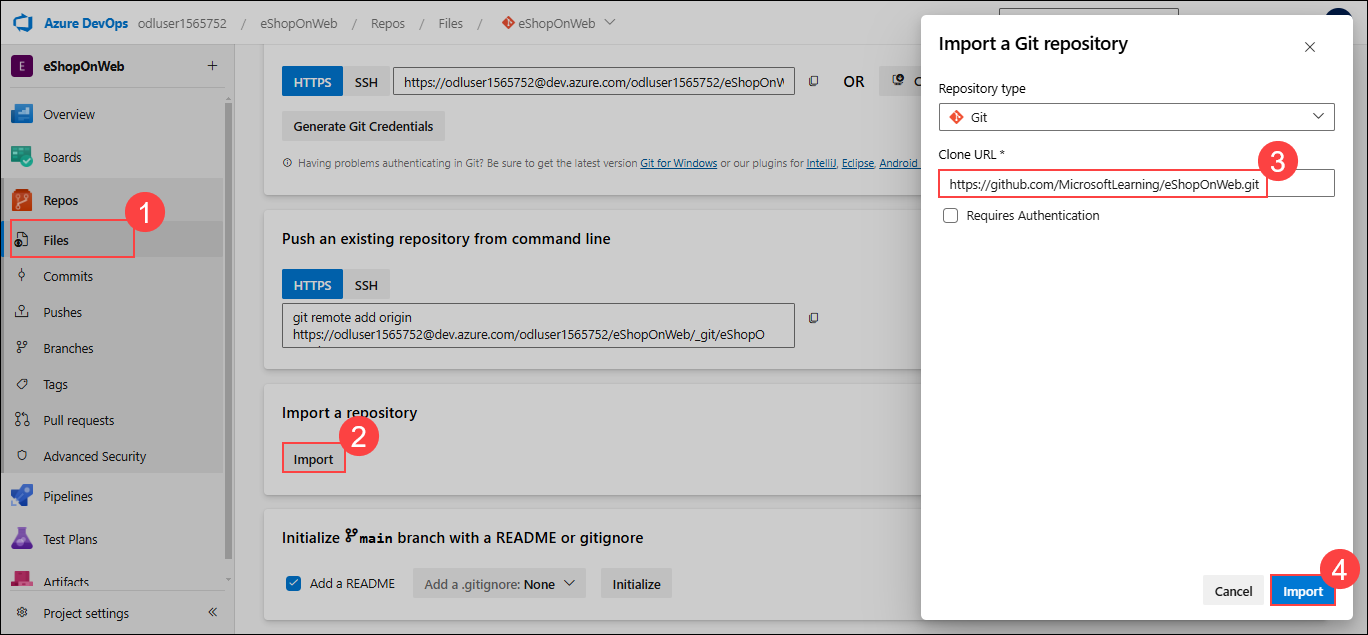 Azure DevOps odluser1565752 / eShopOnWeb / Repos / Files / eShopOnWeb
E eShopOnWeb +
Overview
Boards
Repos
1
Files
Commits
Pushes
Branches
Tags
Pull requests
Advanced Security
Pipelines
Test Plans
Artifacts
Project settings
HTTPS SSH https://odluser1565752@dev.azure.com/odluser1565752/eShopOnW OR
Generate Git Credentials
Having problems authenticating in Git? Be sure to get the latest version Git for Windows or our plugins for IntelliJ, Eclipse, Android
Push an existing repository from command line
HTTPS SSH
git remote add origin
https://odluser1565752@dev.azure.com/odluser1565752/eShopOnWeb/_git/eShopO
Import a repository
2
Import
Initialize main branch with a README or gitignore
Add a README Add a .gitignore: None Initialize
Import a Git repository
Repository type
Git
Clone URL *
3
https://github.com/MicrosoftLearning/eShopOnWeb.git
Requires Authentication
4
Cancel Import